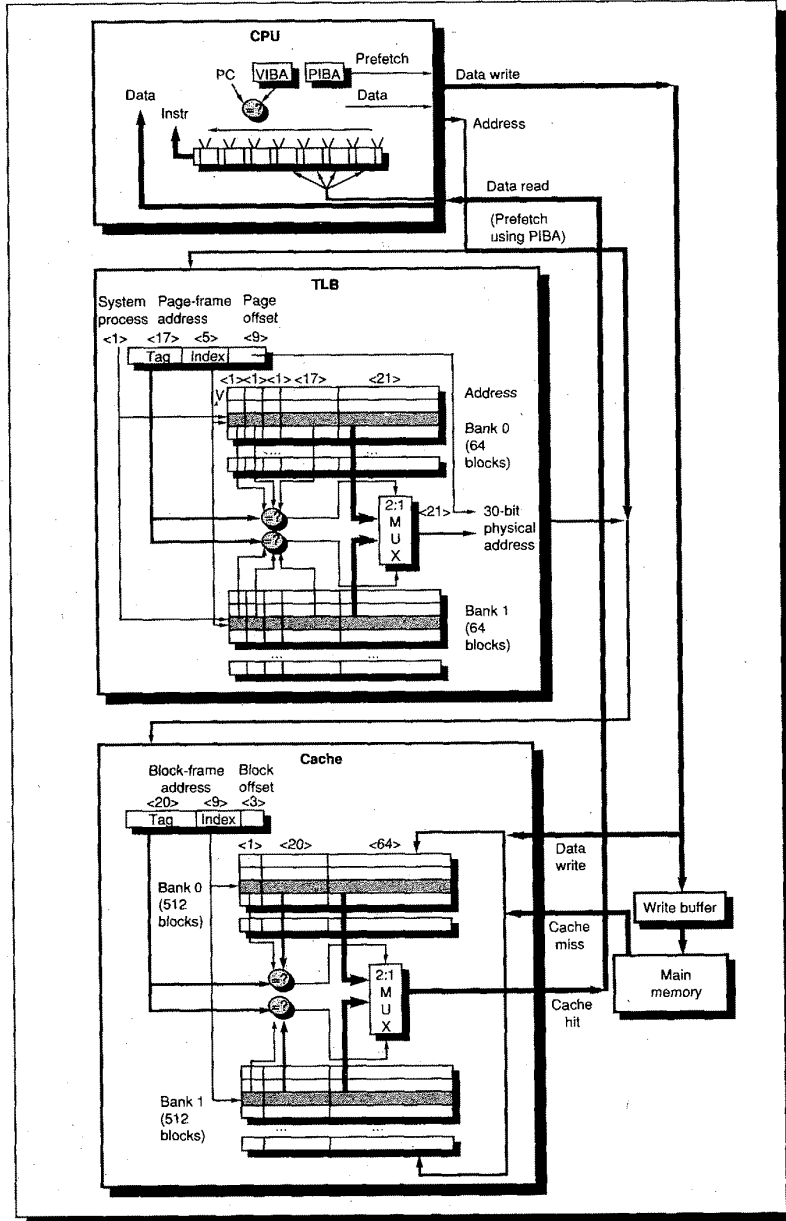 CPU
Prefetch
PC VIBA PIBA
Data write
Data
Data
Instr
=?
Address
Data read
(Prefetch
using PIBA)
TLB
System Page-frame Page
process address offset
<1> <17> <5> <9>
Tag Index
<1><1><1> <17> <21>
V
Address
Bank 0
(64
blocks)
....
...
=?
=?
2:1
M
U
X
<21>
30-bit
physical
address
Bank 1
(64
blocks)
....
...
Cache
Block-frame Block
address offset
<20> <9> <3>
Tag Index
<1> <20> <64>
Data
write
Bank 0
(512
blocks)
Write buffer
Cache
miss
=?
=?
2:1
M
U
X
Main
memory
Cache
hit
Bank 1
(512
blocks)
....
...